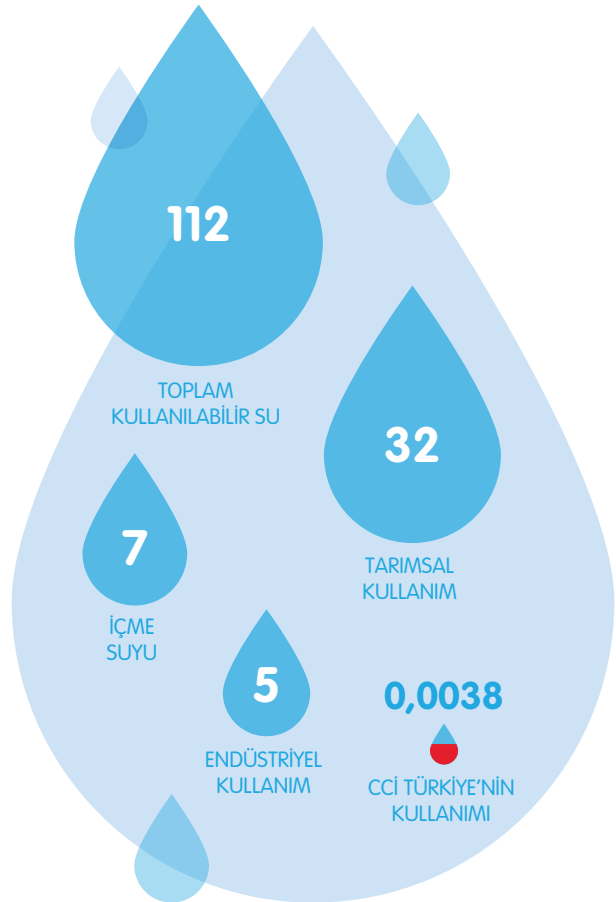 112
TOPLAM
KULLANILABİLİR SU
32
TARIMSAL
KULLANIM
7
İÇME
SUYU
5
ENDÜSTRİYEL
KULLANIM
0,0038
CCİ TÜRKİYE'NİN
KULLANIMI